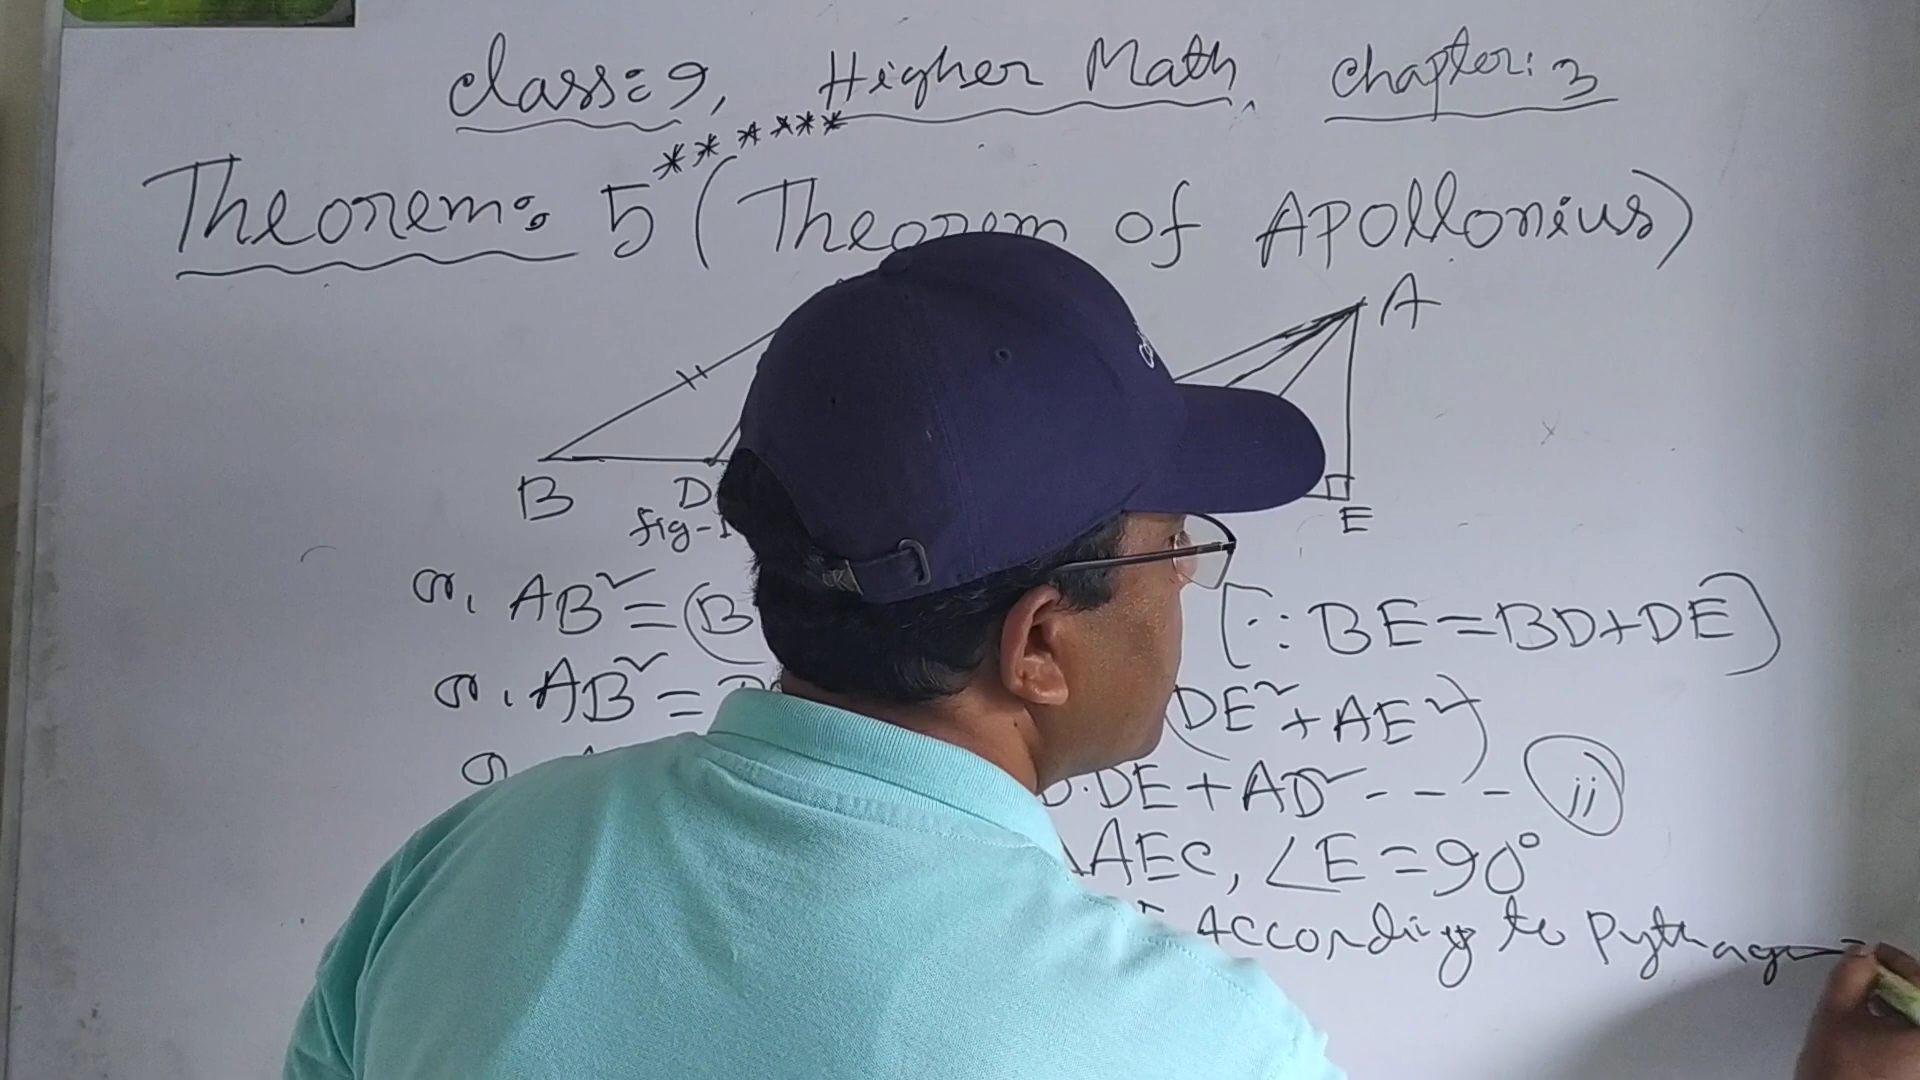 class: 9, Higher Math, chapter: 3
******
Theorem: 5 (Theorem of Apollonius)
A
B D E
fig-1
or, AB² = (B [∵ BE = BD + DE]
or, AB² = DE² + AE²)
D.DE + AD² - - - - (ii)
AEC, ∠E = 90°
According to Pythago